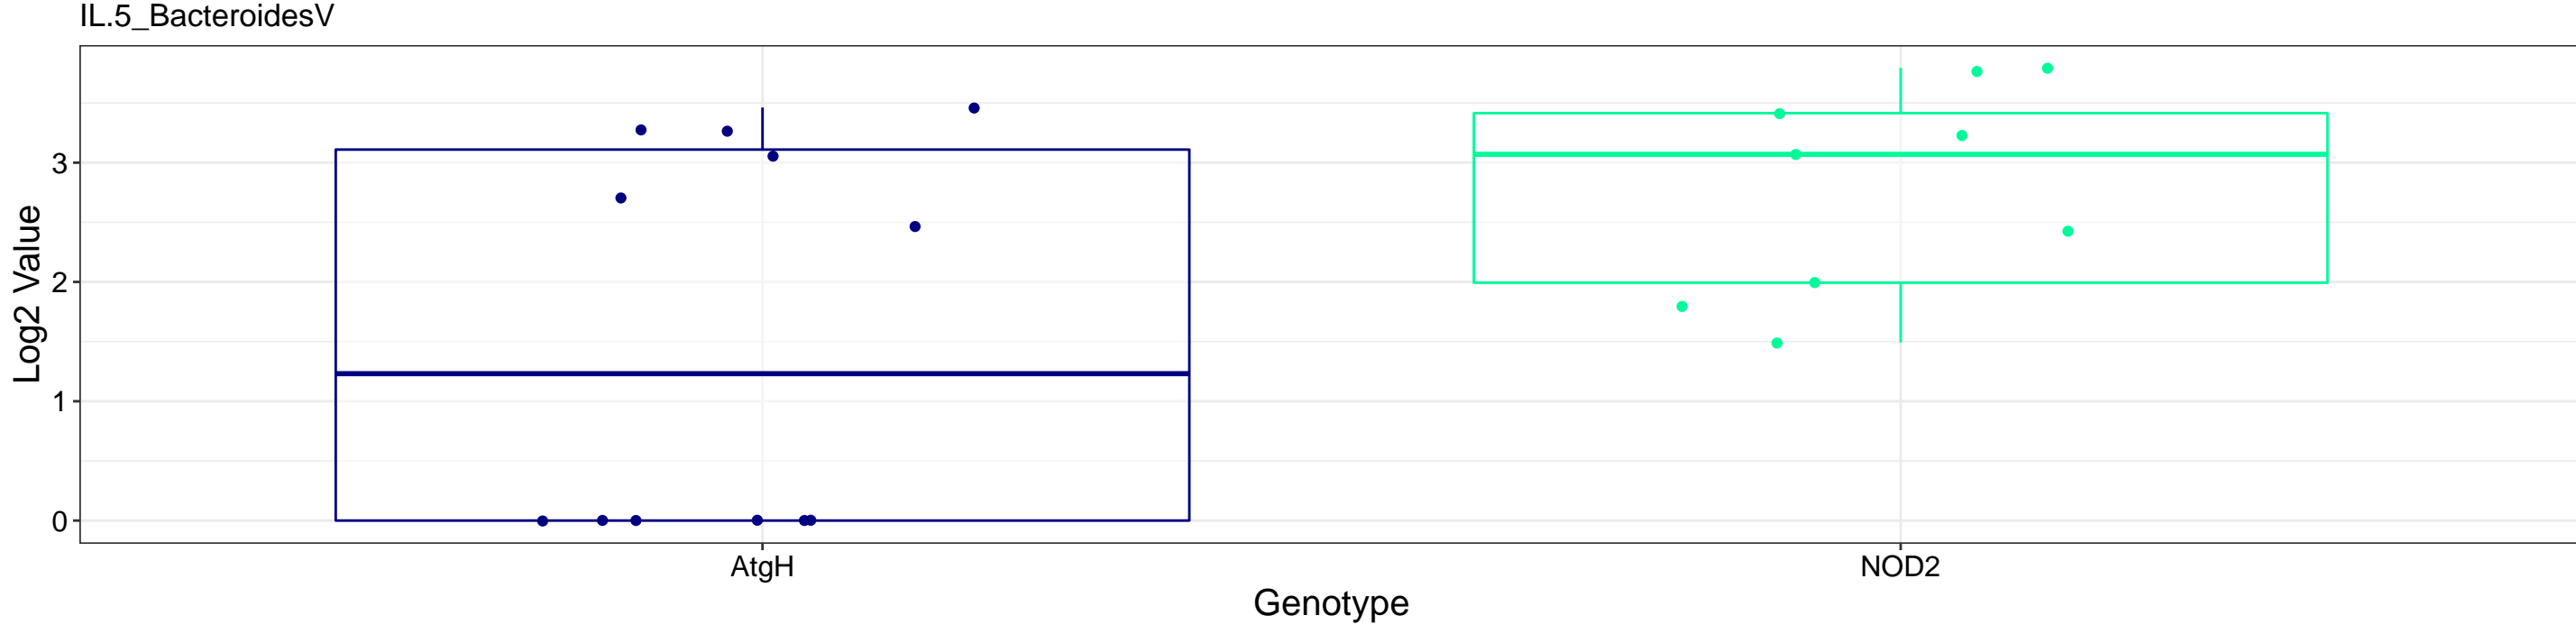 IL.5_BacteroidesV
Log2 Value
3
2
1
0
AtgH
NOD2
Genotype